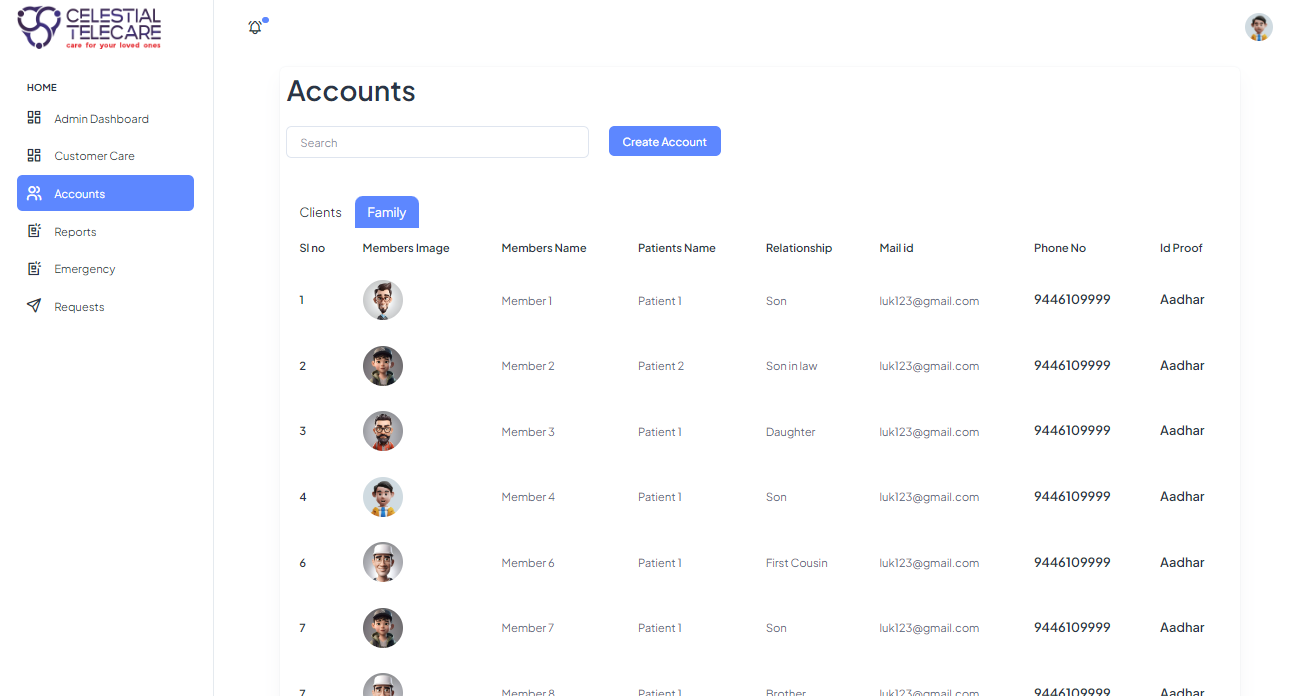 CELESTIAL
TELECARE
care for your loved ones
HOME
Admin Dashboard
Customer Care
Accounts
Reports
Emergency
Requests
Accounts
Search
Create Account
Clients Family
Sl no Members Image Members Name Patients Name Relationship Mail id Phone No Id Proof
1 Member 1 Patient 1 Son luk123@gmail.com 9446109999 Aadhar
2 Member 2 Patient 2 Son in law luk123@gmail.com 9446109999 Aadhar
3 Member 3 Patient 1 Daughter luk123@gmail.com 9446109999 Aadhar
4 Member 4 Patient 1 Son luk123@gmail.com 9446109999 Aadhar
6 Member 6 Patient 1 First Cousin luk123@gmail.com 9446109999 Aadhar
7 Member 7 Patient 1 Son luk123@gmail.com 9446109999 Aadhar
7 Member 8 Patient 1 Brother luk123@gmail.com 9446109999 Aadhar